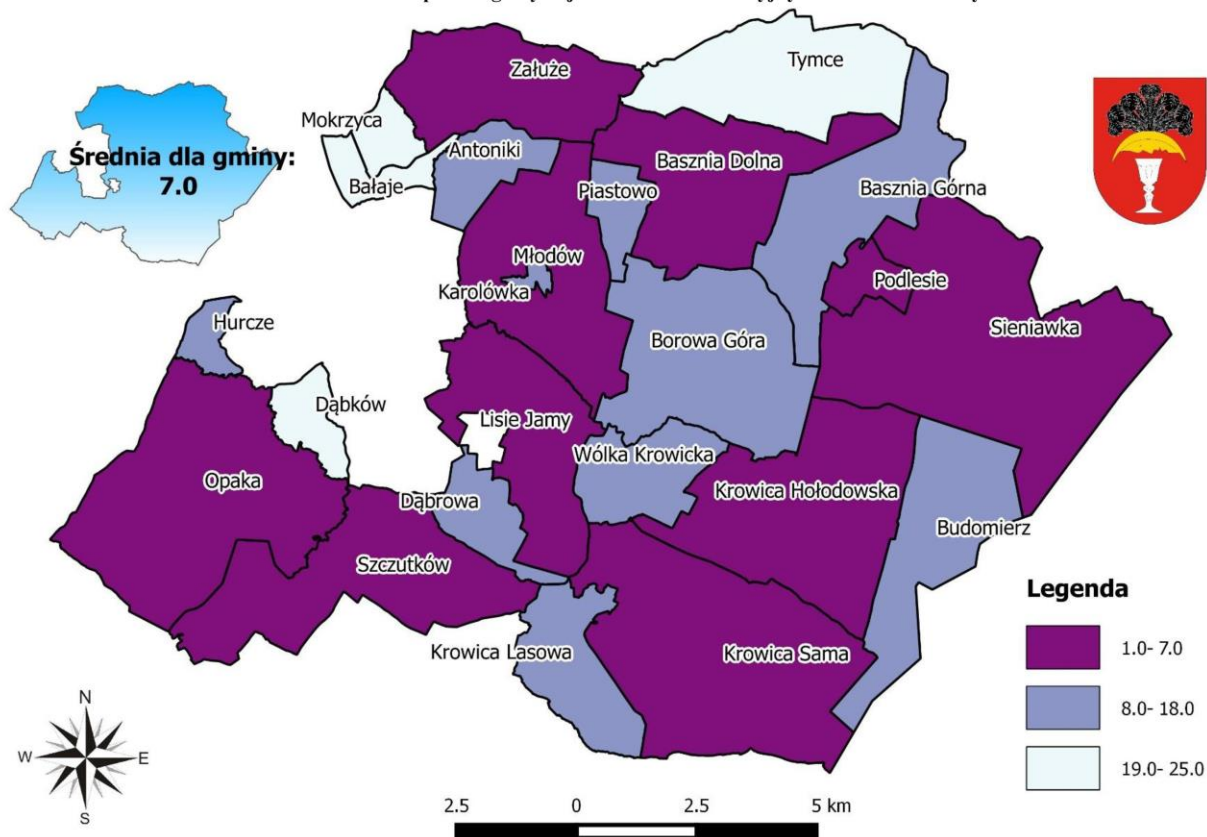 Tymce
Załuże
Mokrzyca
Antoniki
Średnia dla gminy:
7.0
Basznia Dolna
Bałaje
Piastowo
Basznia Górna
Młodów
Podlesie
Karolówka
Hurcze
Sieniawka
Borowa Góra
Dąbków
Lisie Jamy
Wólka Krowicka
Opaka
Krowica Hołodowska
Dąbrowa
Budomierz
Szczutków
Legenda
Krowica Lasowa
Krowica Sama
1.0- 7.0
8.0- 18.0
19.0- 25.0
N
W
E
S
2.5 0 2.5 5 km